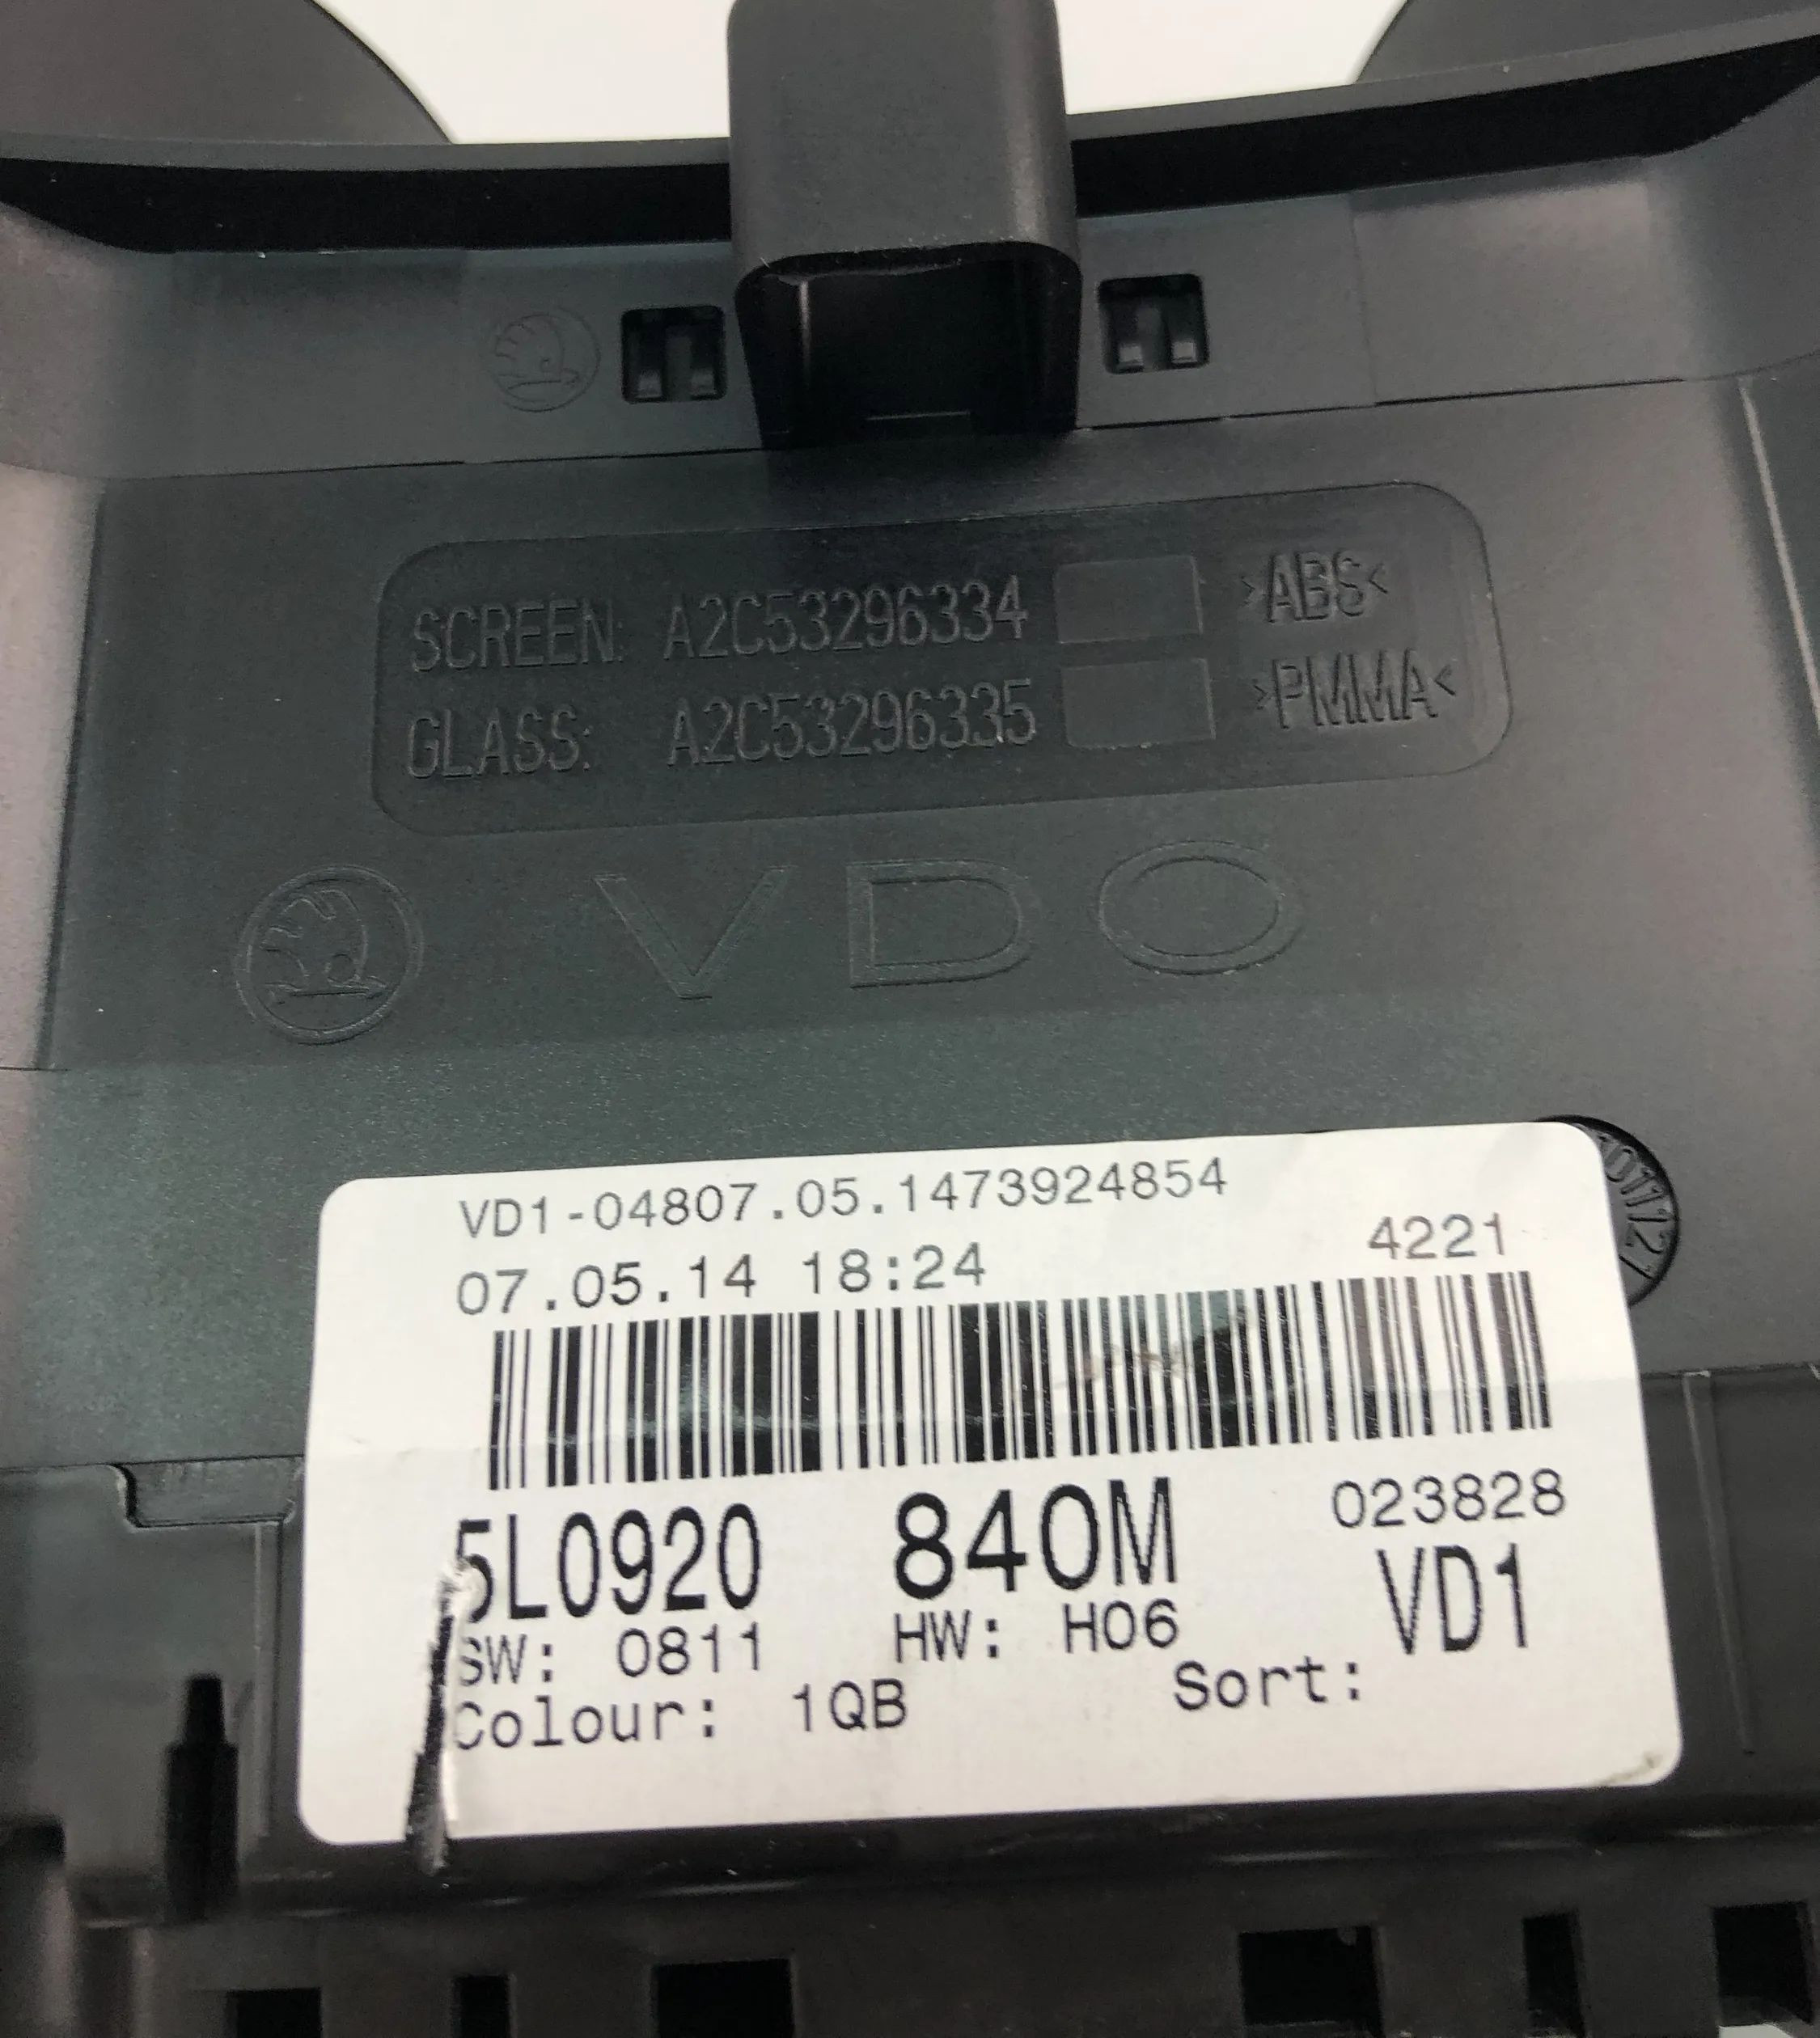 SCREEN: A2C53296334 >ABS<
GLASS: A2C53296335 >PMMA<
VDO
VD1-04807.05.1473924854
07.05.14 18:24 4221
5L0920 840M 023828
VD1
SW: 0811 HW: H06
Colour: 1QB Sort: